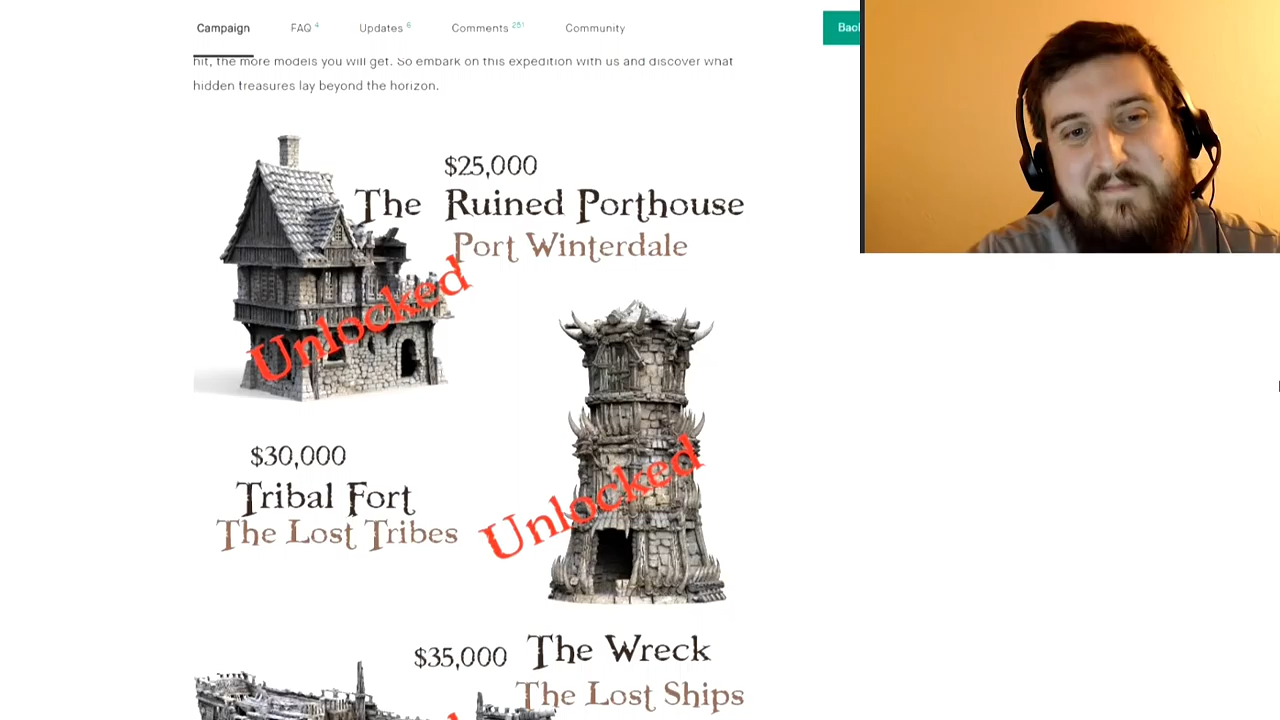 Campaign FAQ 4 Updates 6 Comments 251 Community Bac
hit, the more models you will get. So embark on this expedition with us and discover what
hidden treasures lay beyond the horizon.
$25,000
The Ruined Porthouse
Port Winterdale
Unlocked
$30,000
Tribal Fort
The Lost Tribes
Unlocked
$35,000 The Wreck
The Lost Ships